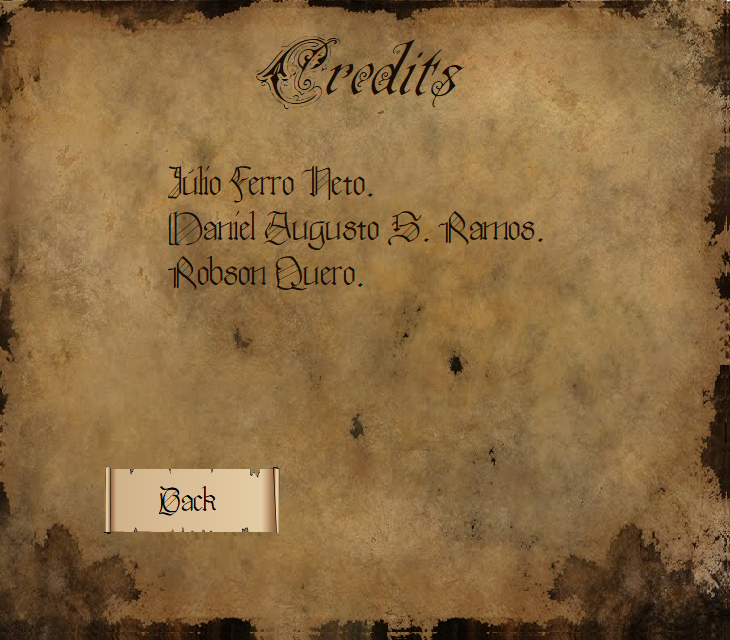 Credits
Júlio Ferro Neto.
Daniel Augusto S. Ramos.
Robson Quero.
Back